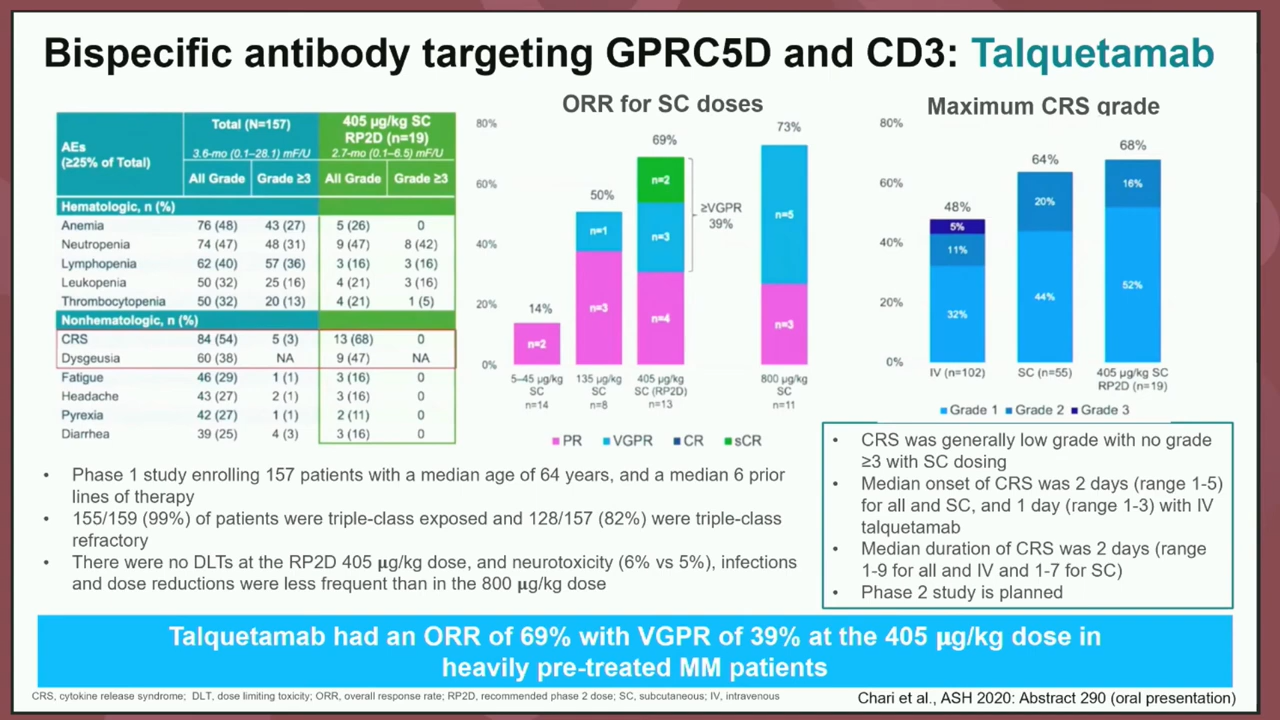 Bispecific antibody targeting GPRC5D and CD3: Talquetamab
AEs
(≥25% of Total)
Total (N=157)
3.6-mo (0.1–28.1) mF/U
405 µg/kg SC
RP2D (n=19)
2.7-mo (0.1–6.5) mF/U
All Grade Grade ≥3 All Grade Grade ≥3
Hematologic, n (%)
Anemia 76 (48) 43 (27) 5 (26) 0
Neutropenia 74 (47) 48 (31) 9 (47) 8 (42)
Lymphopenia 62 (40) 57 (36) 3 (16) 3 (16)
Leukopenia 50 (32) 25 (16) 4 (21) 3 (16)
Thrombocytopenia 50 (32) 20 (13) 4 (21) 1 (5)
Nonhematologic, n (%)
CRS 84 (54) 5 (3) 13 (68) 0
Dysgeusia 60 (38) NA 9 (47) NA
Fatigue 46 (29) 1 (1) 3 (16) 0
Headache 43 (27) 2 (1) 3 (16) 0
Pyrexia 42 (27) 1 (1) 2 (11) 0
Diarrhea 39 (25) 4 (3) 3 (16) 0
ORR for SC doses
80%
60%
40%
20%
0%
14%
n=2
50%
n=1
n=3
69%
n=2
n=3
n=4
≥VGPR
39%
73%
n=5
n=3
5–45 µg/kg
SC
n=14
135 µg/kg
SC
n=8
405 µg/kg
SC (RP2D)
n=13
800 µg/kg
SC
n=11
PR VGPR CR sCR
Maximum CRS grade
80%
60%
40%
20%
0%
48%
5%
11%
32%
64%
20%
44%
68%
16%
52%
IV (n=102)
SC (n=55)
405 µg/kg SC
RP2D (n=19)
Grade 1 Grade 2 Grade 3
• Phase 1 study enrolling 157 patients with a median age of 64 years, and a median 6 prior
lines of therapy
• 155/159 (99%) of patients were triple-class exposed and 128/157 (82%) were triple-class
refractory
• There were no DLTs at the RP2D 405 µg/kg dose, and neurotoxicity (6% vs 5%), infections
and dose reductions were less frequent than in the 800 µg/kg dose
• CRS was generally low grade with no grade
≥3 with SC dosing
• Median onset of CRS was 2 days (range 1-5)
for all and SC, and 1 day (range 1-3) with IV
talquetamab
• Median duration of CRS was 2 days (range
1-9 for all and IV and 1-7 for SC)
• Phase 2 study is planned
Talquetamab had an ORR of 69% with VGPR of 39% at the 405 µg/kg dose in
heavily pre-treated MM patients
CRS, cytokine release syndrome; DLT, dose limiting toxicity; ORR, overall response rate; RP2D, recommended phase 2 dose; SC, subcutaneous; IV, intravenous
Chari et al., ASH 2020: Abstract 290 (oral presentation)